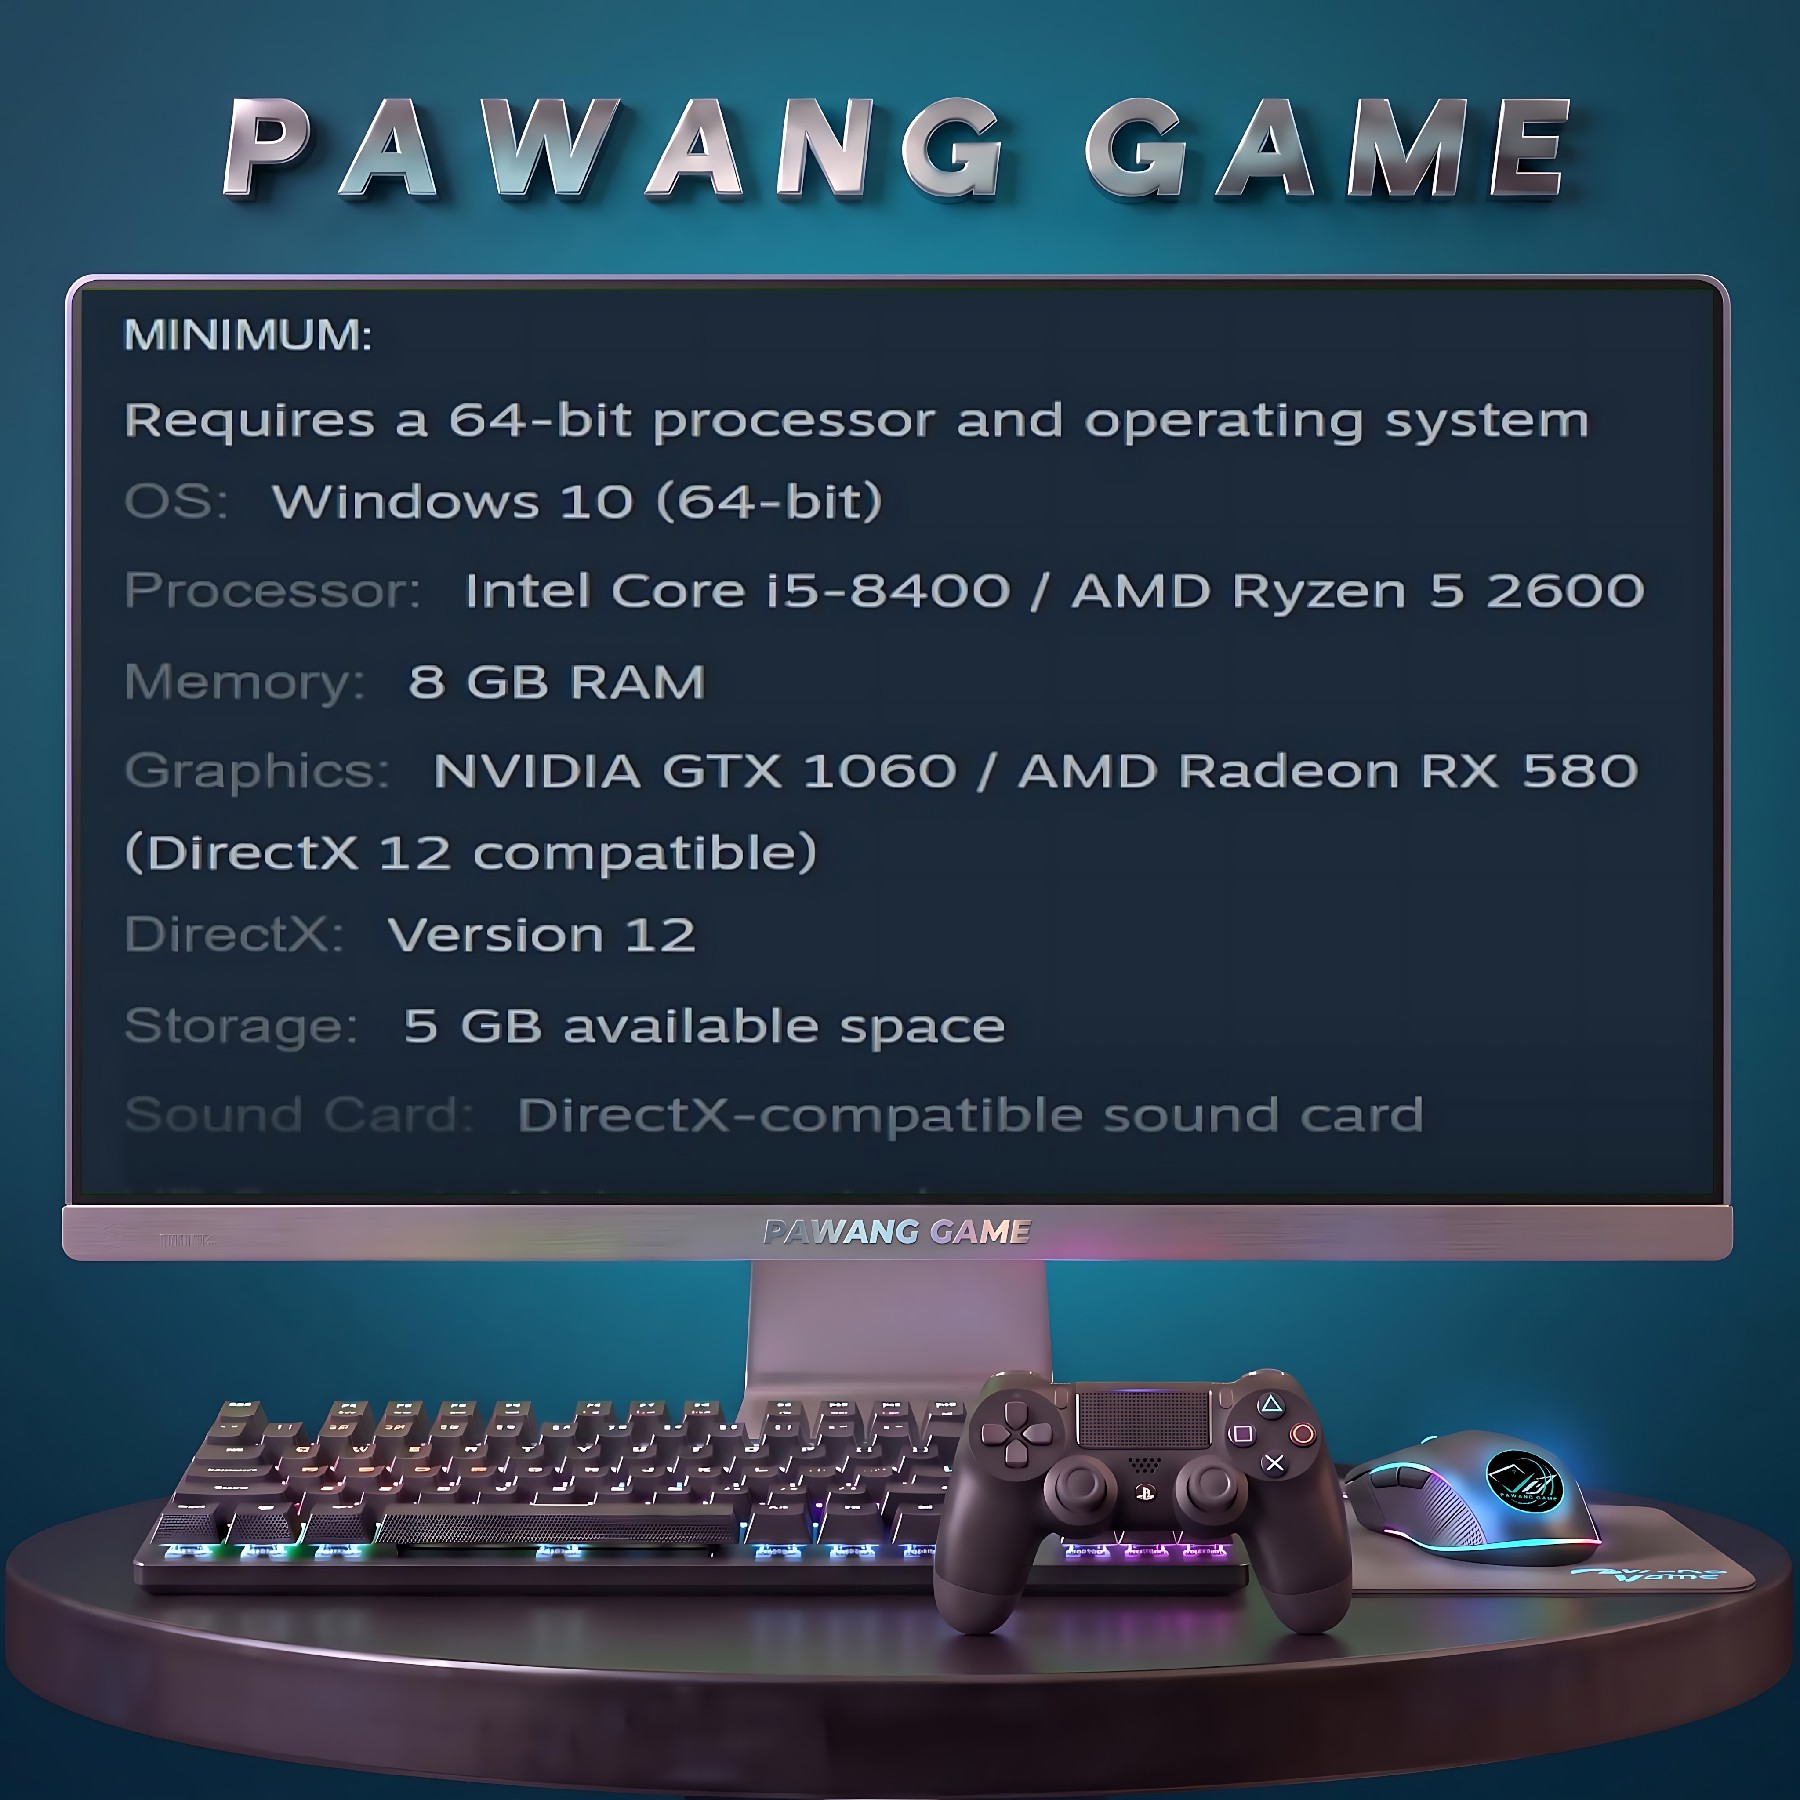 PAWANG GAME
MINIMUM:
Requires a 64-bit processor and operating system
OS: Windows 10 (64-bit)
Processor: Intel Core i5-8400 / AMD Ryzen 5 2600
Memory: 8 GB RAM
Graphics: NVIDIA GTX 1060 / AMD Radeon RX 580
(DirectX 12 compatible)
DirectX: Version 12
Storage: 5 GB available space
Sound Card: DirectX-compatible sound card
PAWANG GAME
PAWANG GAME